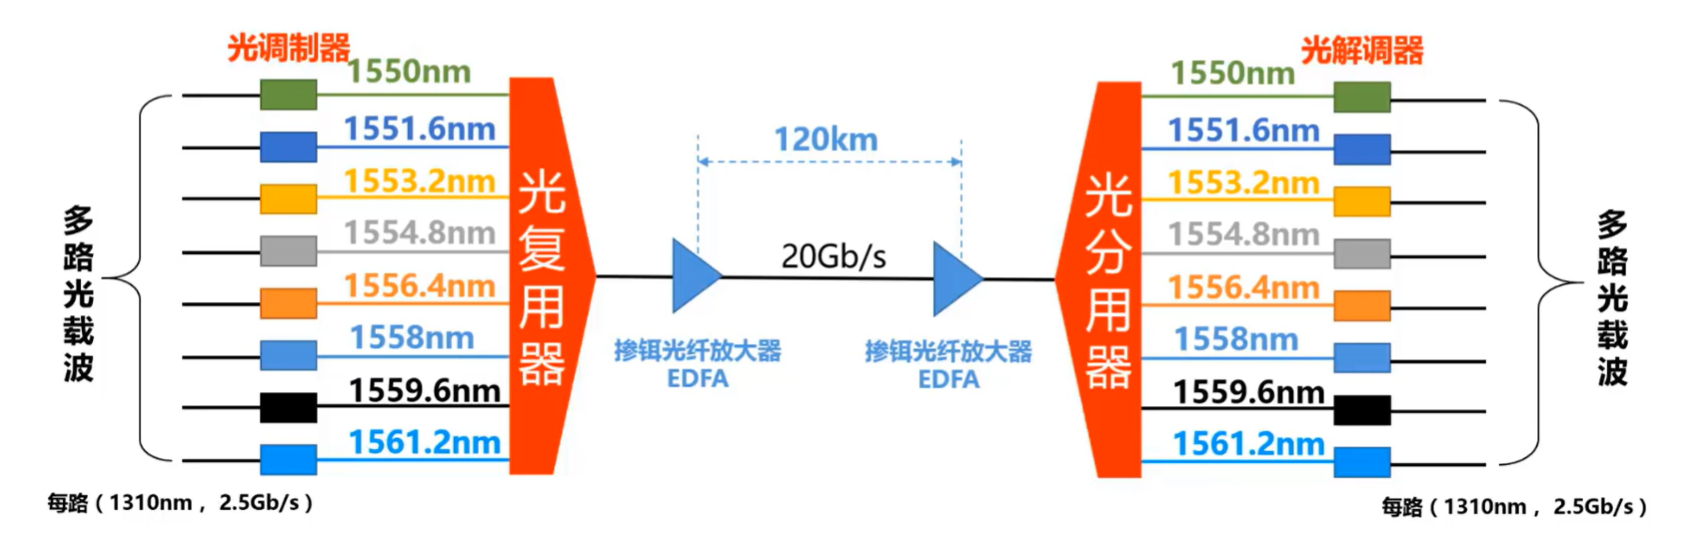 光调制器
光解调器
1550nm
1551.6nm
1553.2nm
1554.8nm
1556.4nm
1558nm
1559.6nm
1561.2nm
多路光载波
每路（1310nm， 2.5Gb/s）
光复用器
120km
20Gb/s
掺铒光纤放大器
EDFA
掺铒光纤放大器
EDFA
光分用器
1550nm
1551.6nm
1553.2nm
1554.8nm
1556.4nm
1558nm
1559.6nm
1561.2nm
多路光载波
每路（1310nm， 2.5Gb/s）